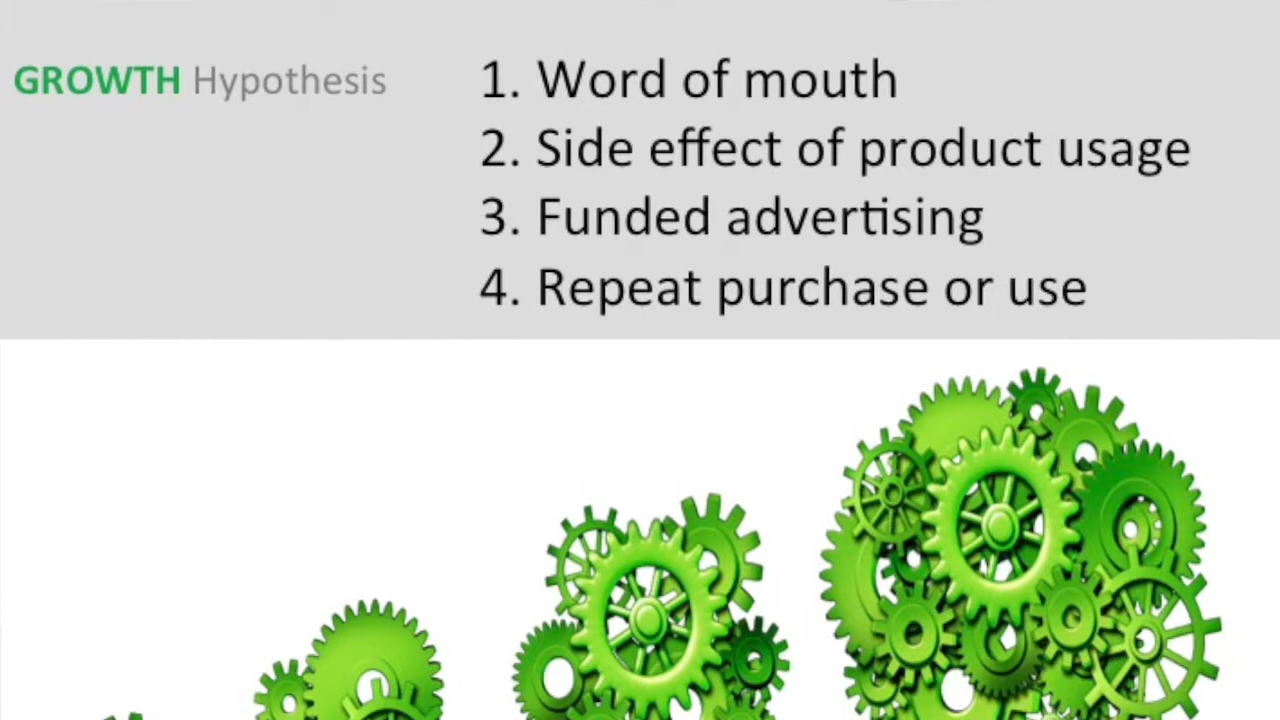 GROWTH Hypothesis
1. Word of mouth
2. Side effect of product usage
3. Funded advertising
4. Repeat purchase or use